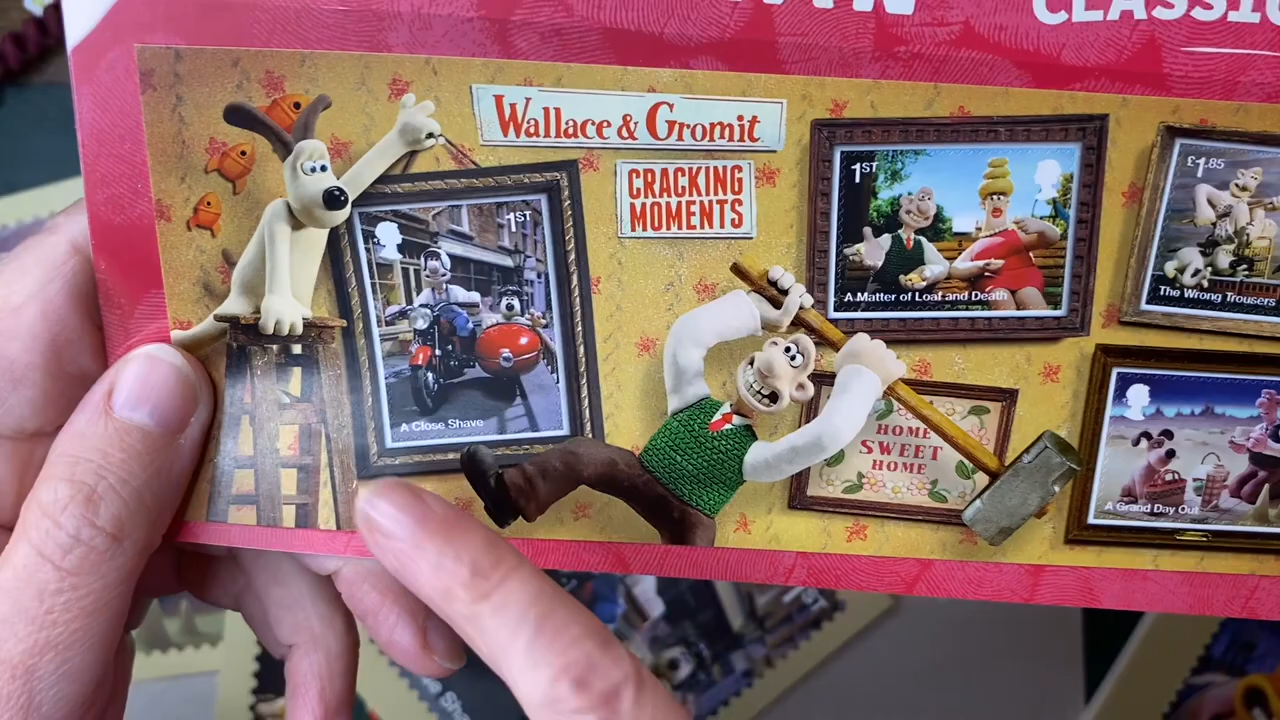 CLASSIC
Wallace & Gromit
CRACKING
MOMENTS
1ST
A Close Shave
1ST
A Matter of Loaf and Death
£1.85
The Wrong Trousers
HOME
SWEET
HOME
A Grand Day Out